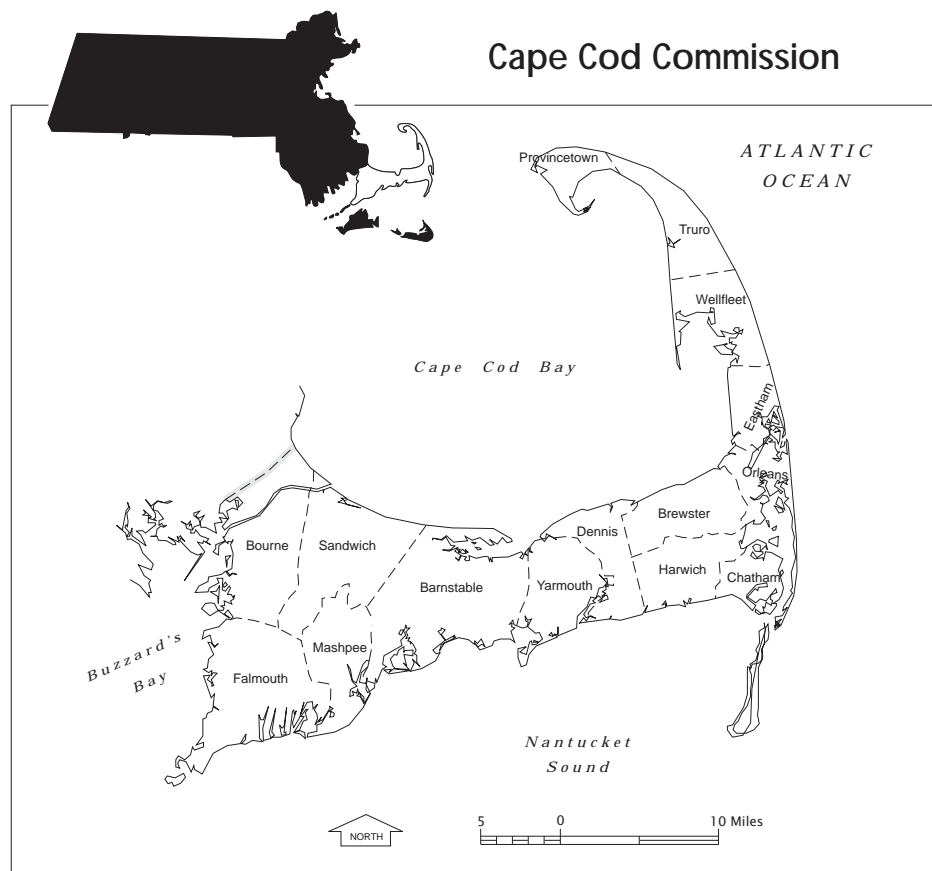 Cape Cod Commission
ATLANTIC
OCEAN
Provincetown
Truro
Wellfleet
Cape Cod Bay
Eastham
Orleans
Brewster
Dennis
Bourne
Sandwich
Harwich
Chatham
Barnstable
Yarmouth
Mashpee
Buzzard's
Bay
Falmouth
Nantucket
Sound
NORTH
5 0 10 Miles